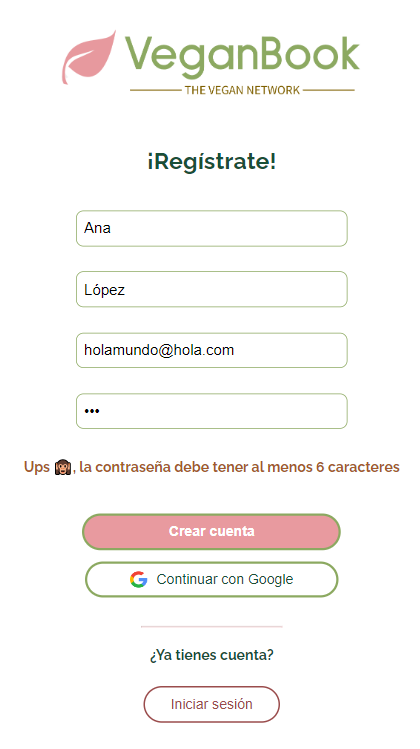 VeganBook
THE VEGAN NETWORK
¡Regístrate!
Ana
López
holamundo@hola.com
•••
Ups 🙈, la contraseña debe tener al menos 6 caracteres
Crear cuenta
Continuar con Google
¿Ya tienes cuenta?
Iniciar sesión